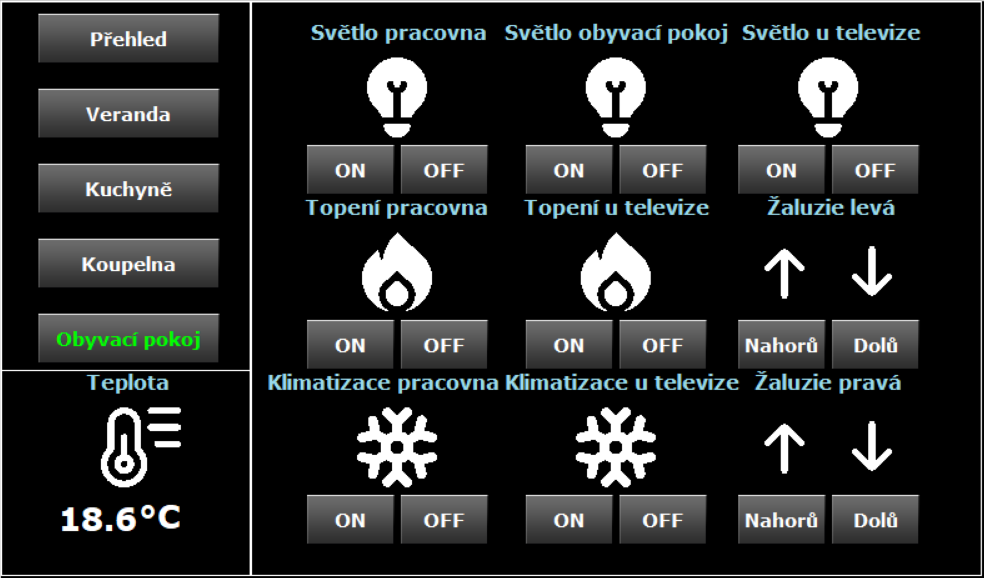 Přehled
Veranda
Kuchyně
Koupelna
Obyvací pokoj
Teplota
18.6°C
Světlo pracovna Světlo obyvací pokoj Světlo u televize
ON OFF ON OFF ON OFF
Topení pracovna Topení u televize Žaluzie levá
ON OFF ON OFF Nahorů Dolů
Klimatizace pracovna Klimatizace u televize Žaluzie pravá
ON OFF ON OFF Nahorů Dolů